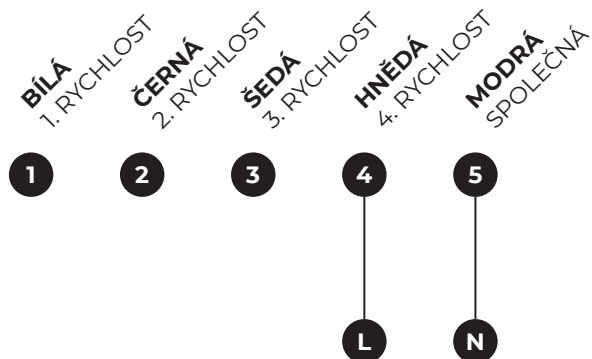 BÍLÁ
1. RYCHLOST
ČERNÁ
2. RYCHLOST
ŠEDÁ
3. RYCHLOST
HNĚDÁ
4. RYCHLOST
MODRÁ
SPOLEČNÁ
1 2 3 4 5
L N